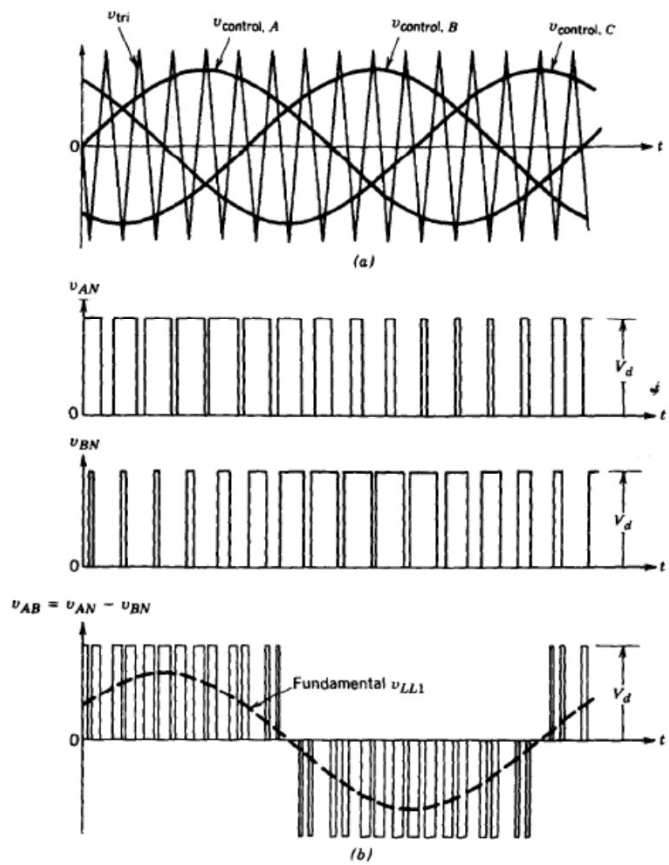 v_tri
v_control, A
v_control, B
v_control, C
0
t
(a)
v_AN
V_d
0
t
v_BN
V_d
0
t
v_AB = v_AN − v_BN
Fundamental v_LL1
V_d
0
t
(b)